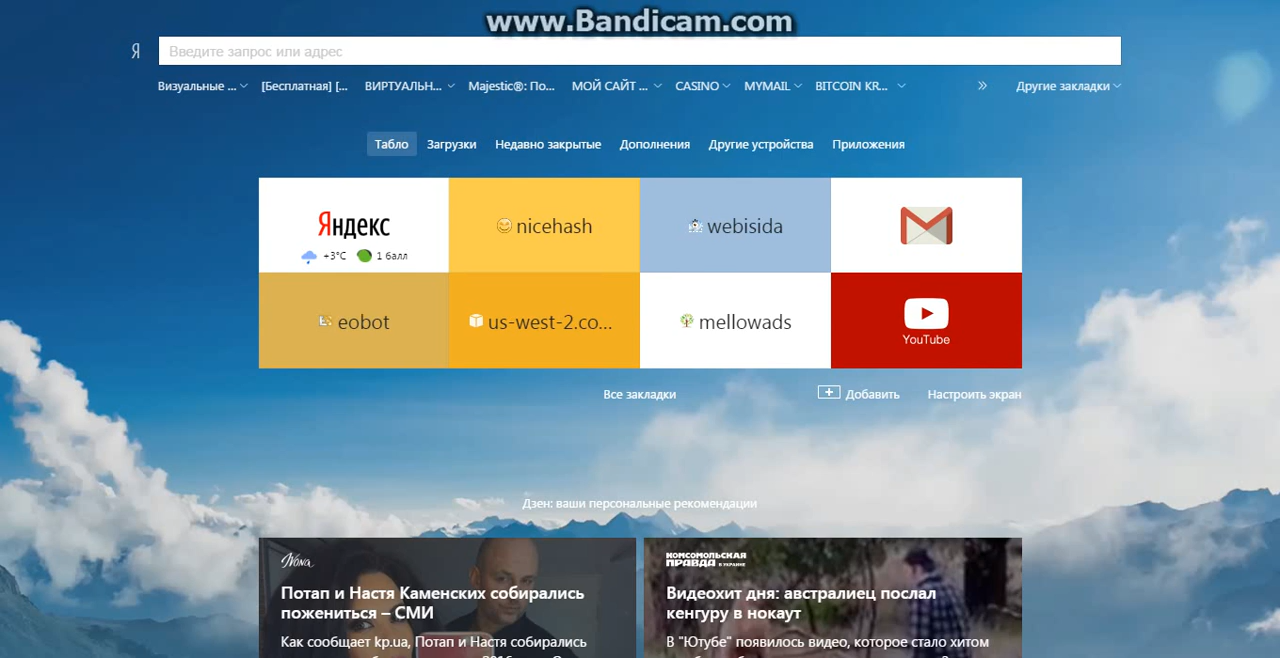 www.Bandicam.com
Я
Введите запрос или адрес
Визуальные ...
[Бесплатная] [...
ВИРТУАЛЬН...
Majestic®: По...
МОЙ САЙТ ...
CASINO
MYMAIL
BITCOIN KR...
»
Другие закладки
Табло
Загрузки
Недавно закрытые
Дополнения
Другие устройства
Приложения
Яндекс
+3°C 1 балл
nicehash
webisida
eobot
us-west-2.co...
mellowads
YouTube
Все закладки
Добавить
Настроить экран
Дзен: ваши персональные рекомендации
Nona
Потап и Настя Каменских собирались
пожениться – СМИ
Как сообщает kp.ua, Потап и Настя собирались
КОМСОМОЛЬСКАЯ
ПРАВДА В УКРАИНЕ
Видеохит дня: австралиец послал
кенгуру в нокаут
В "Ютубе" появилось видео, которое стало хитом